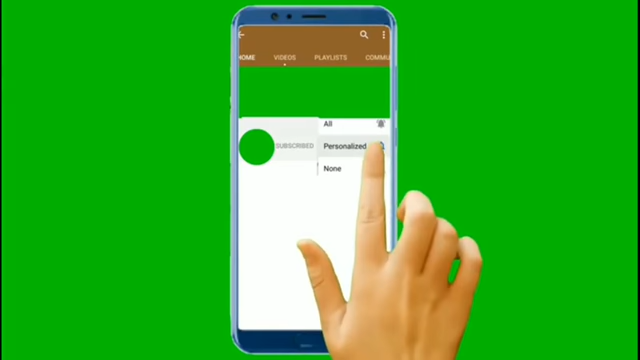 HOME VIDEOS PLAYLISTS COMMU
All
SUBSCRIBED Personalized
None